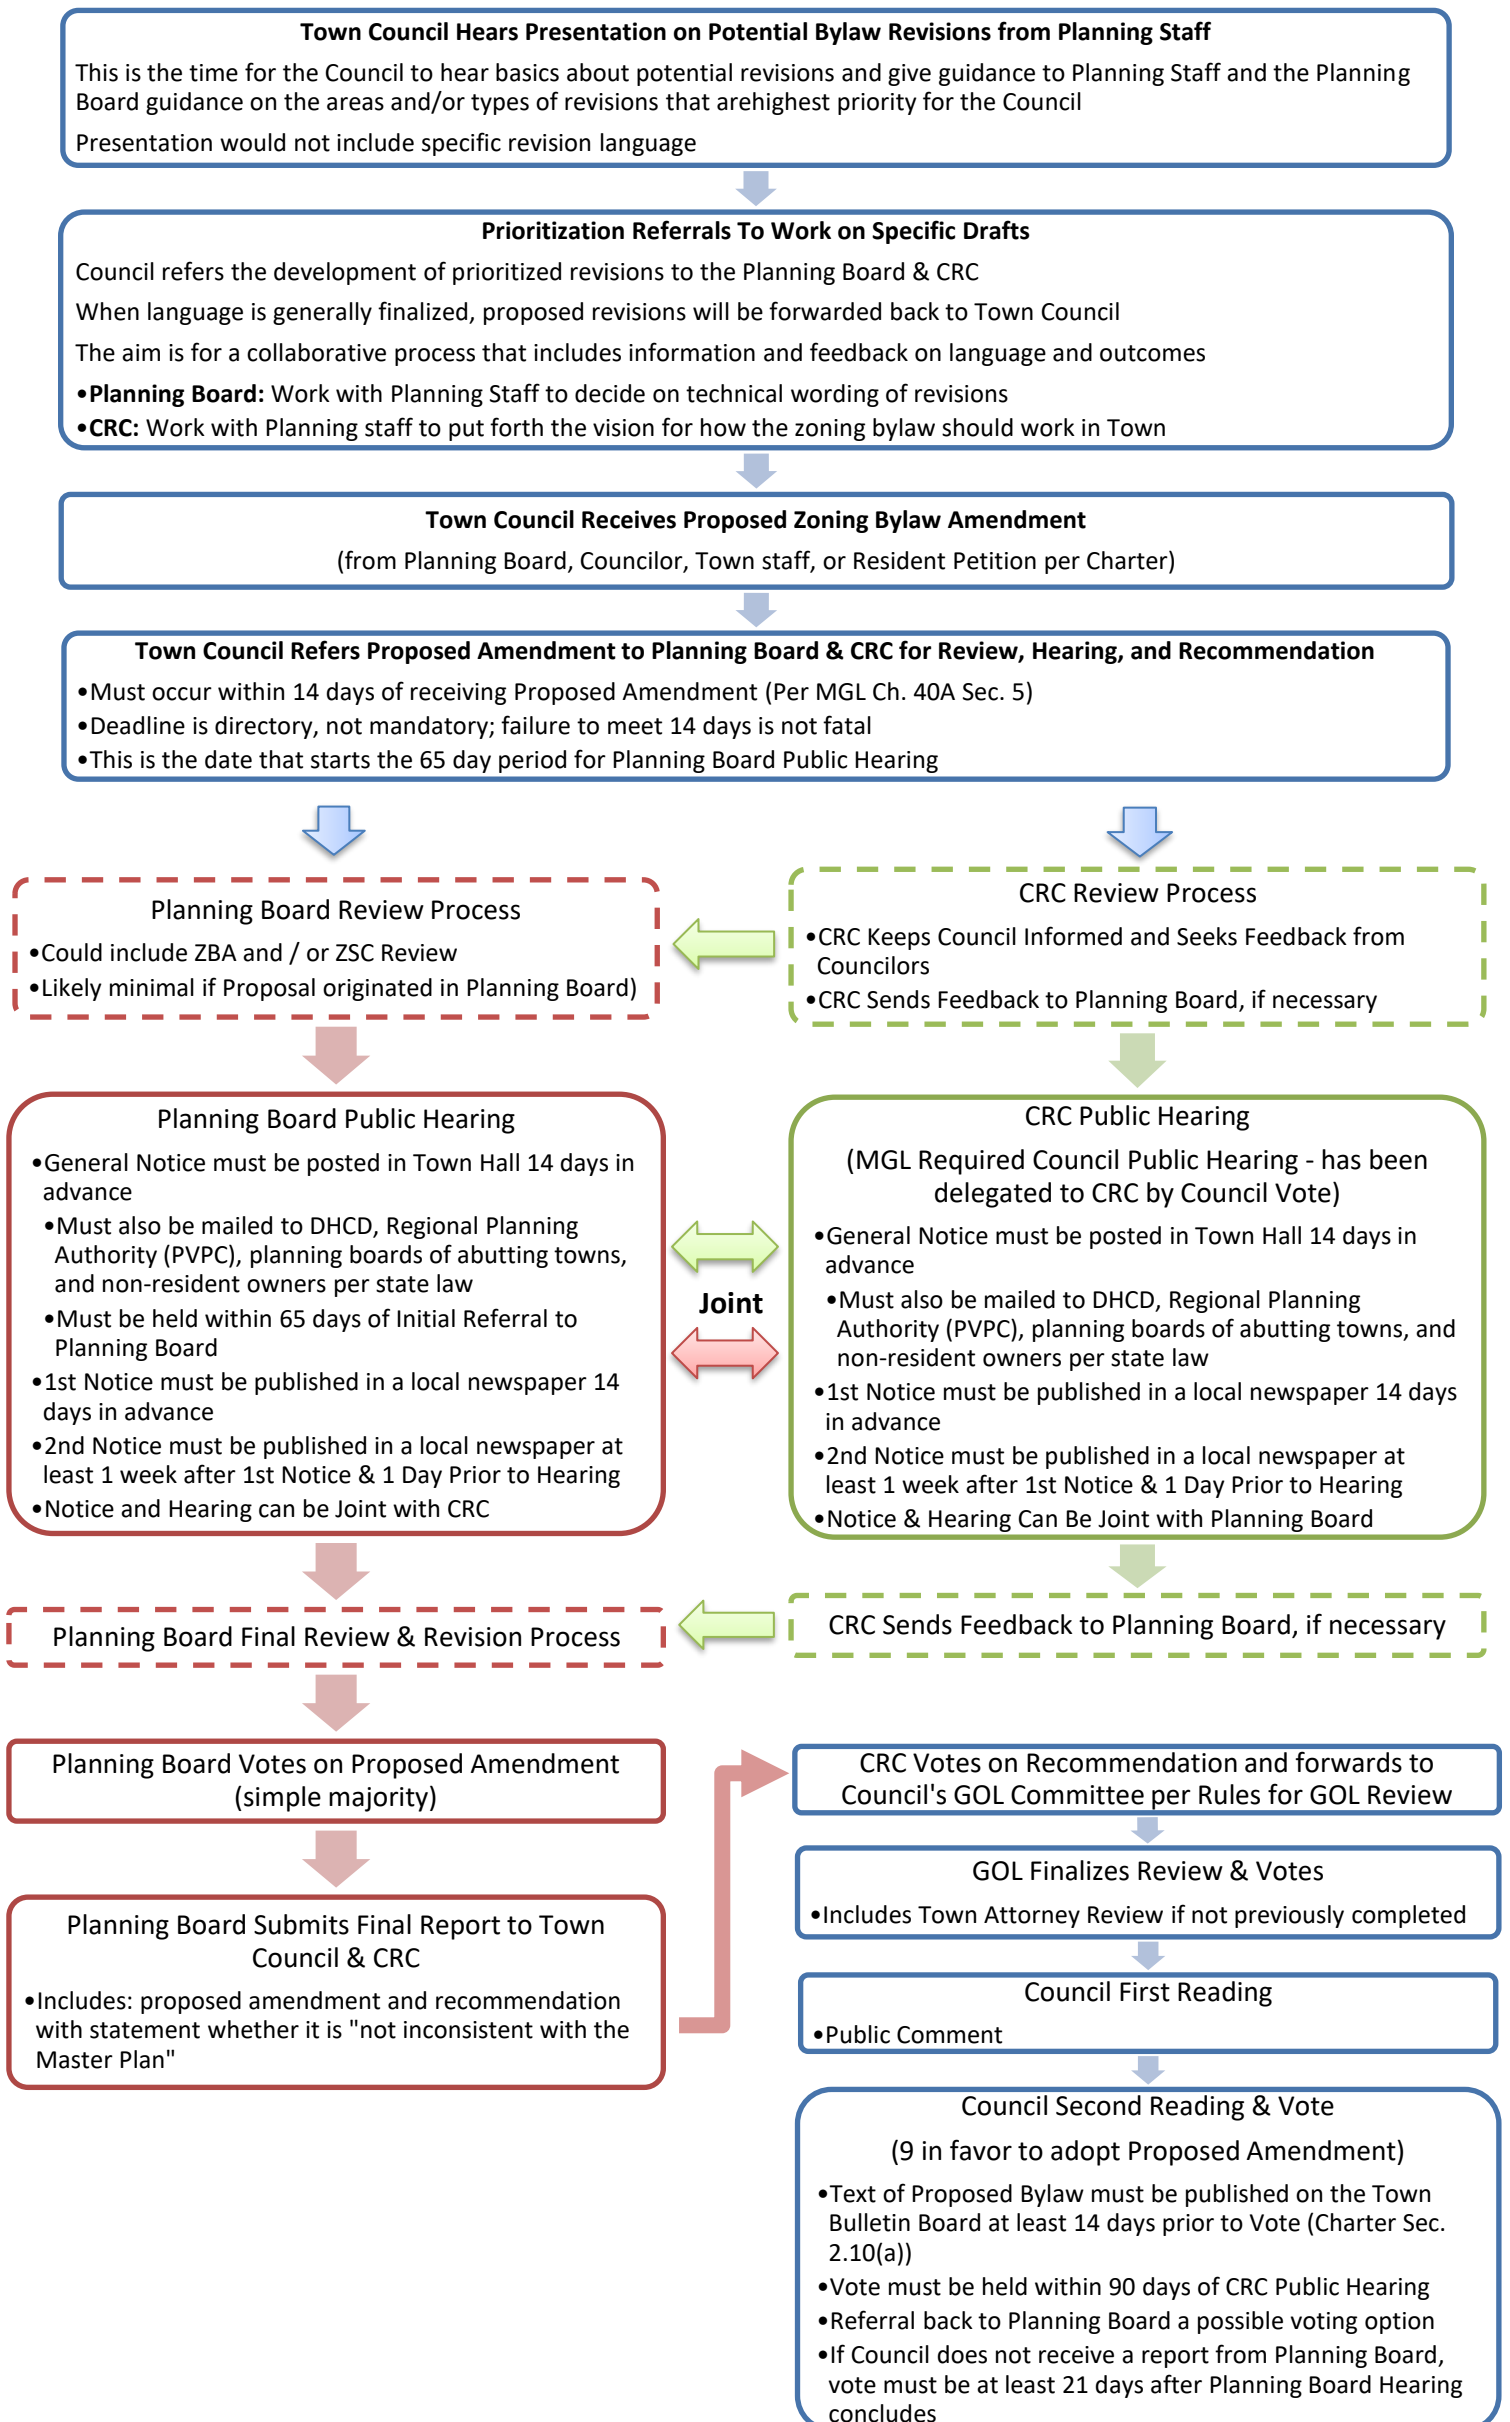 Town Council Hears Presentation on Potential Bylaw Revisions from Planning Staff
This is the time for the Council to hear basics about potential revisions and give guidance to Planning Staff and the Planning
Board guidance on the areas and/or types of revisions that arehighest priority for the Council
Presentation would not include specific revision language
Prioritization Referrals To Work on Specific Drafts
Council refers the development of prioritized revisions to the Planning Board & CRC
When language is generally finalized, proposed revisions will be forwarded back to Town Council
The aim is for a collaborative process that includes information and feedback on language and outcomes
•Planning Board: Work with Planning Staff to decide on technical wording of revisions
•CRC: Work with Planning staff to put forth the vision for how the zoning bylaw should work in Town
Town Council Receives Proposed Zoning Bylaw Amendment
(from Planning Board, Councilor, Town staff, or Resident Petition per Charter)
Town Council Refers Proposed Amendment to Planning Board & CRC for Review, Hearing, and Recommendation
•Must occur within 14 days of receiving Proposed Amendment (Per MGL Ch. 40A Sec. 5)
•Deadline is directory, not mandatory; failure to meet 14 days is not fatal
•This is the date that starts the 65 day period for Planning Board Public Hearing
Planning Board Review Process
•Could include ZBA and / or ZSC Review
•Likely minimal if Proposal originated in Planning Board)
CRC Review Process
•CRC Keeps Council Informed and Seeks Feedback from
Councilors
•CRC Sends Feedback to Planning Board, if necessary
Planning Board Public Hearing
•General Notice must be posted in Town Hall 14 days in
advance
•Must also be mailed to DHCD, Regional Planning
Authority (PVPC), planning boards of abutting towns,
and non-resident owners per state law
•Must be held within 65 days of Initial Referral to
Planning Board
•1st Notice must be published in a local newspaper 14
days in advance
•2nd Notice must be published in a local newspaper at
least 1 week after 1st Notice & 1 Day Prior to Hearing
•Notice and Hearing can be Joint with CRC
Joint
CRC Public Hearing
(MGL Required Council Public Hearing - has been
delegated to CRC by Council Vote)
•General Notice must be posted in Town Hall 14 days in
advance
•Must also be mailed to DHCD, Regional Planning
Authority (PVPC), planning boards of abutting towns, and
non-resident owners per state law
•1st Notice must be published in a local newspaper 14 days
in advance
•2nd Notice must be published in a local newspaper at
least 1 week after 1st Notice & 1 Day Prior to Hearing
•Notice & Hearing Can Be Joint with Planning Board
Planning Board Final Review & Revision Process
CRC Sends Feedback to Planning Board, if necessary
Planning Board Votes on Proposed Amendment
(simple majority)
Planning Board Submits Final Report to Town
Council & CRC
•Includes: proposed amendment and recommendation
with statement whether it is "not inconsistent with the
Master Plan"
CRC Votes on Recommendation and forwards to
Council's GOL Committee per Rules for GOL Review
GOL Finalizes Review & Votes
•Includes Town Attorney Review if not previously completed
Council First Reading
•Public Comment
Council Second Reading & Vote
(9 in favor to adopt Proposed Amendment)
•Text of Proposed Bylaw must be published on the Town
Bulletin Board at least 14 days prior to Vote (Charter Sec.
2.10(a))
•Vote must be held within 90 days of CRC Public Hearing
•Referral back to Planning Board a possible voting option
•If Council does not receive a report from Planning Board,
vote must be at least 21 days after Planning Board Hearing
concludes